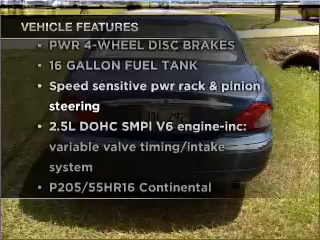 VEHICLE FEATURES
• PWR 4-WHEEL DISC BRAKES
• 16 GALLON FUEL TANK
• Speed sensitive pwr rack & pinion
steering
• 2.5L DOHC SMPI V6 engine-inc:
variable valve timing/intake
system
• P205/55HR16 Continental